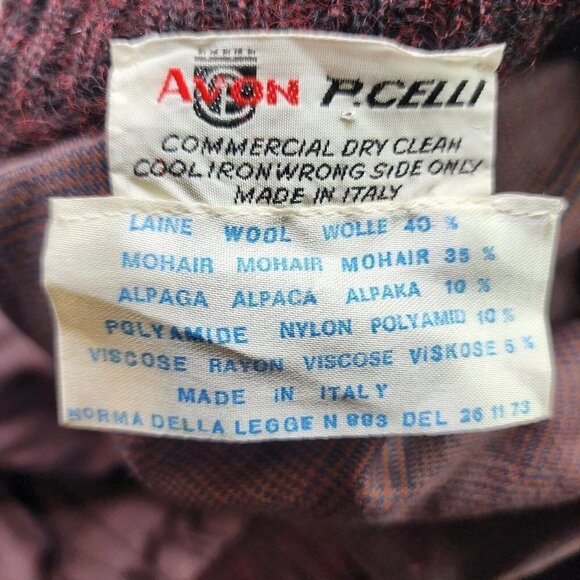 AVON P.CELLI
COMMERCIAL DRY CLEAN
COOL IRON WRONG SIDE ONLY
MADE IN ITALY
LAINE WOOL WOLLE 40 %
MOHAIR MOHAIR MOHAIR 35 %
ALPAGA ALPACA ALPAKA 10 %
POLYAMIDE NYLON POLYAMID 10 %
VISCOSE RAYON VISCOSE VISKOSE 5 %
MADE IN ITALY
NORMA DELLA LEGGE N 883 DEL 26 11 73